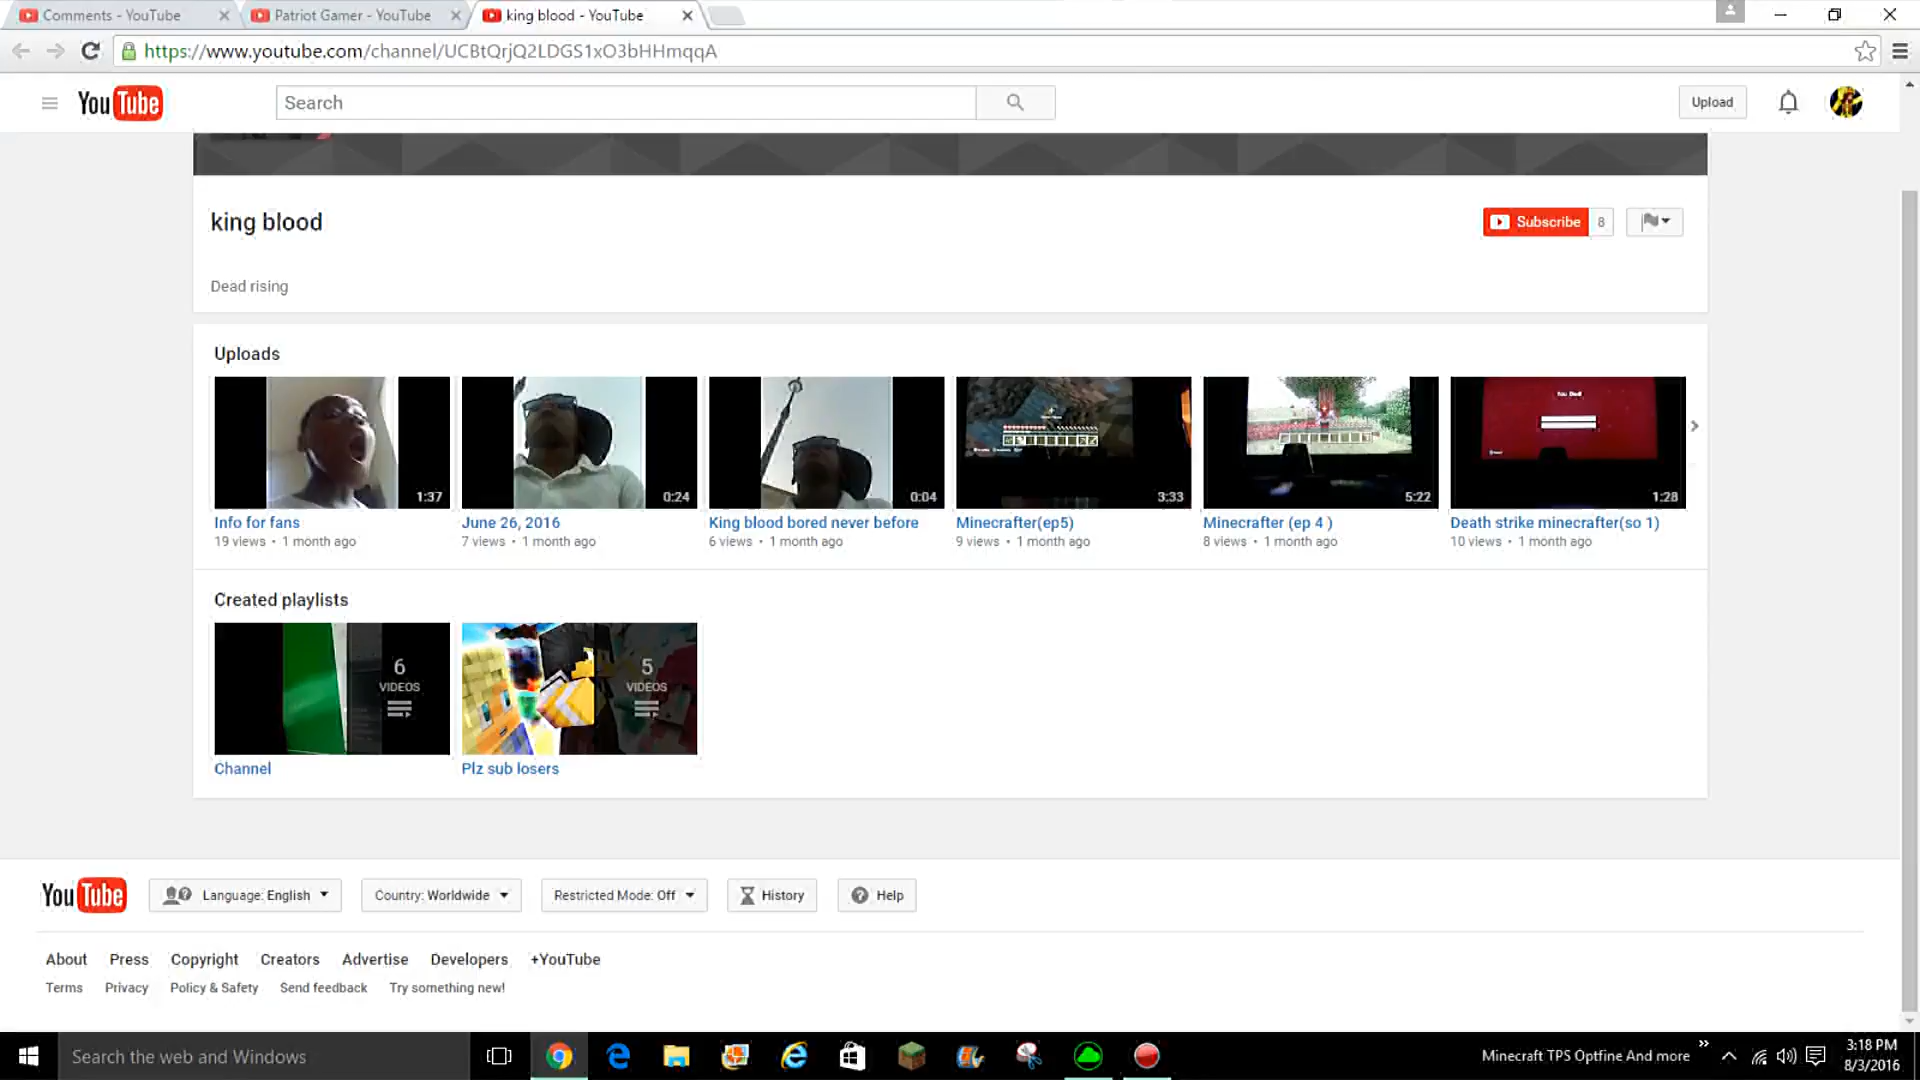 Comments - YouTube
Patriot Gamer - YouTube
king blood - YouTube
https://www.youtube.com/channel/UCBtQrjQ2LDGS1xO3bHHmqqA
YouTube
Search
Upload
king blood
Subscribe 8
Dead rising
Uploads
1:37
0:24
0:04
3:33
5:22
You Died!
1:28
Info for fans
19 views • 1 month ago
June 26, 2016
7 views • 1 month ago
King blood bored never before
6 views • 1 month ago
Minecrafter(ep5)
9 views • 1 month ago
Minecrafter (ep 4 )
8 views • 1 month ago
Death strike minecrafter(so 1)
10 views • 1 month ago
Created playlists
6
VIDEOS
5
VIDEOS
Channel
Plz sub losers
YouTube
Language: English
Country: Worldwide
Restricted Mode: Off
History
Help
About Press Copyright Creators Advertise Developers +YouTube
Terms Privacy Policy & Safety Send feedback Try something new!
Search the web and Windows
Minecraft TPS Optfine And more
3:18 PM
8/3/2016